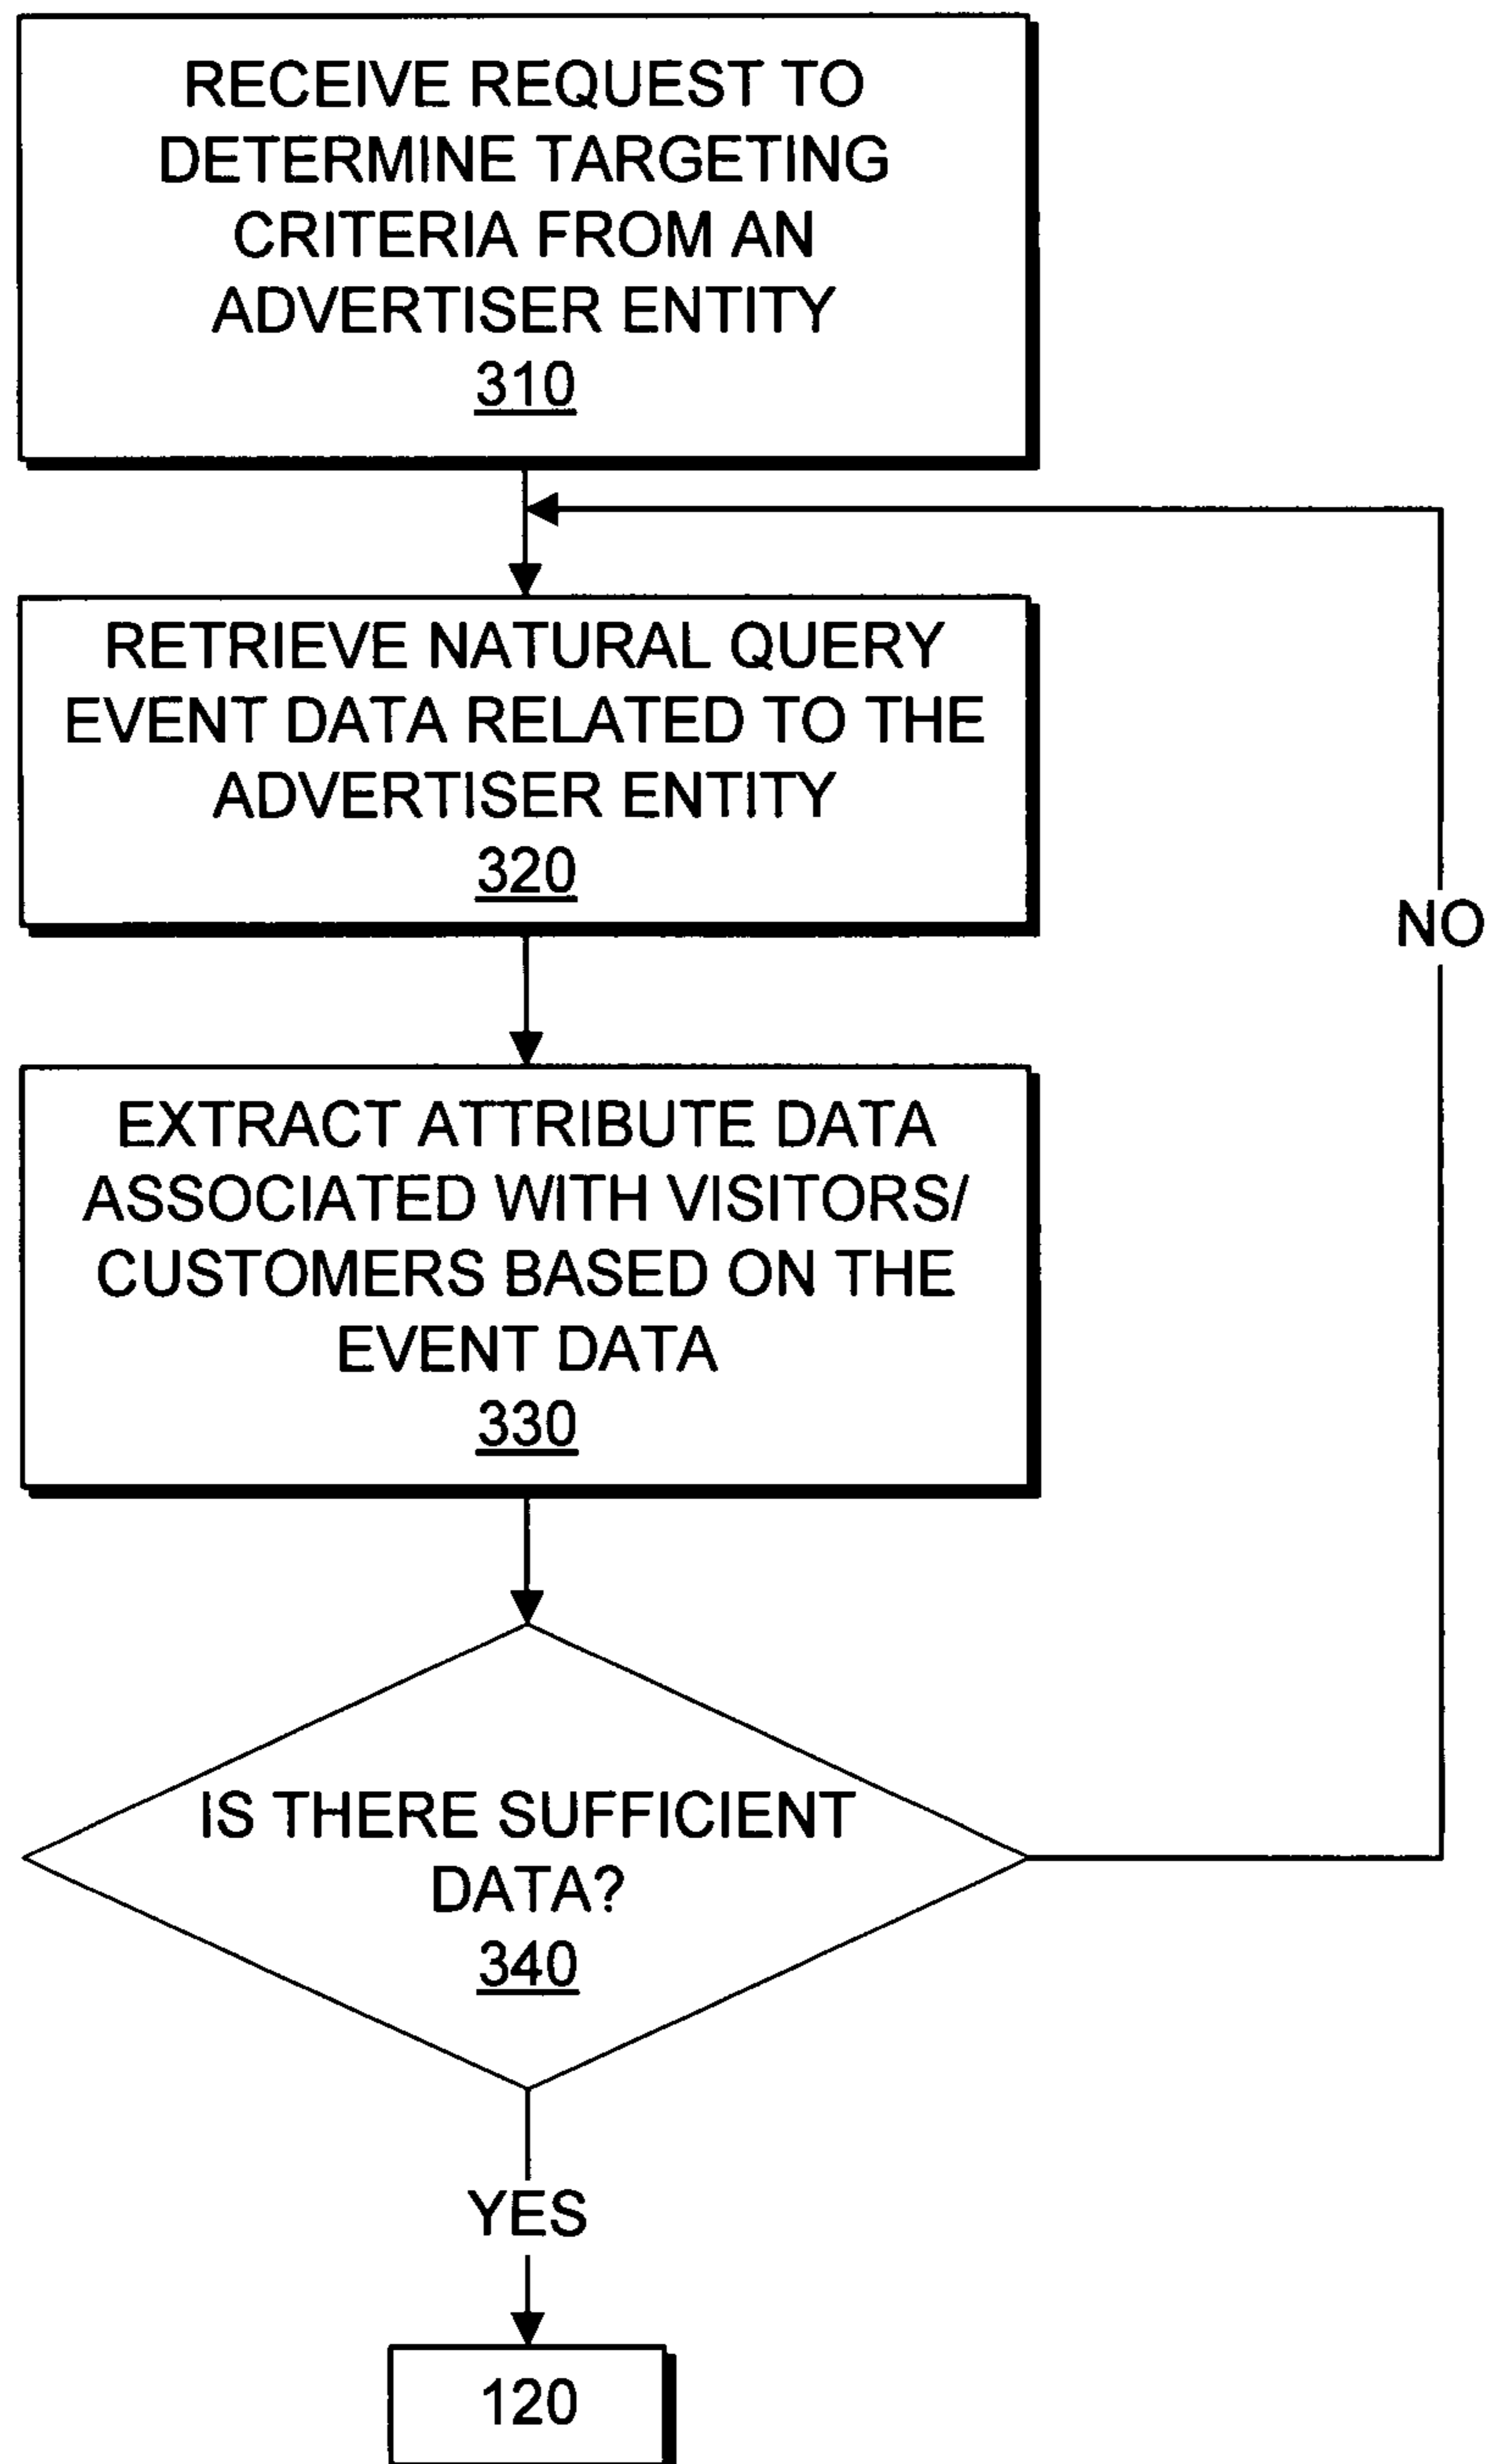 RECEIVE REQUEST TO
DETERMINE TARGETING
CRITERIA FROM AN
ADVERTISER ENTITY
310
RETRIEVE NATURAL QUERY
EVENT DATA RELATED TO THE
ADVERTISER ENTITY
320
NO
EXTRACT ATTRIBUTE DATA
ASSOCIATED WITH VISITORS/
CUSTOMERS BASED ON THE
EVENT DATA
330
IS THERE SUFFICIENT
DATA?
340
YES
120